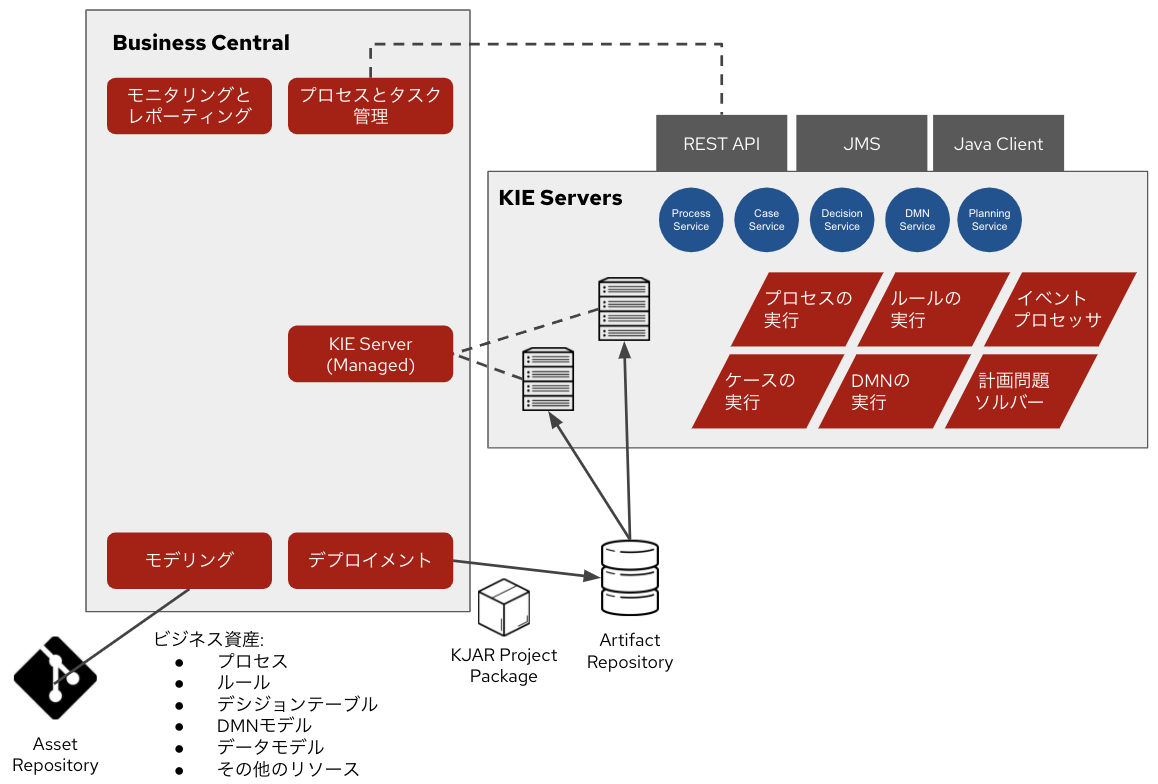 Business Central
モニタリングと
レポーティング
プロセスとタスク
管理
KIE Server
(Managed)
モデリング
デプロイメント
REST API
JMS
Java Client
KIE Servers
Process
Service
Case
Service
Decision
Service
DMN
Service
Planning
Service
プロセスの
実行
ルールの
実行
イベント
プロセッサ
ケースの
実行
DMNの
実行
計画問題
ソルバー
KJAR Project
Package
Artifact
Repository
Asset
Repository
ビジネス資産:
● プロセス
● ルール
● デシジョンテーブル
● DMNモデル
● データモデル
● その他のリソース